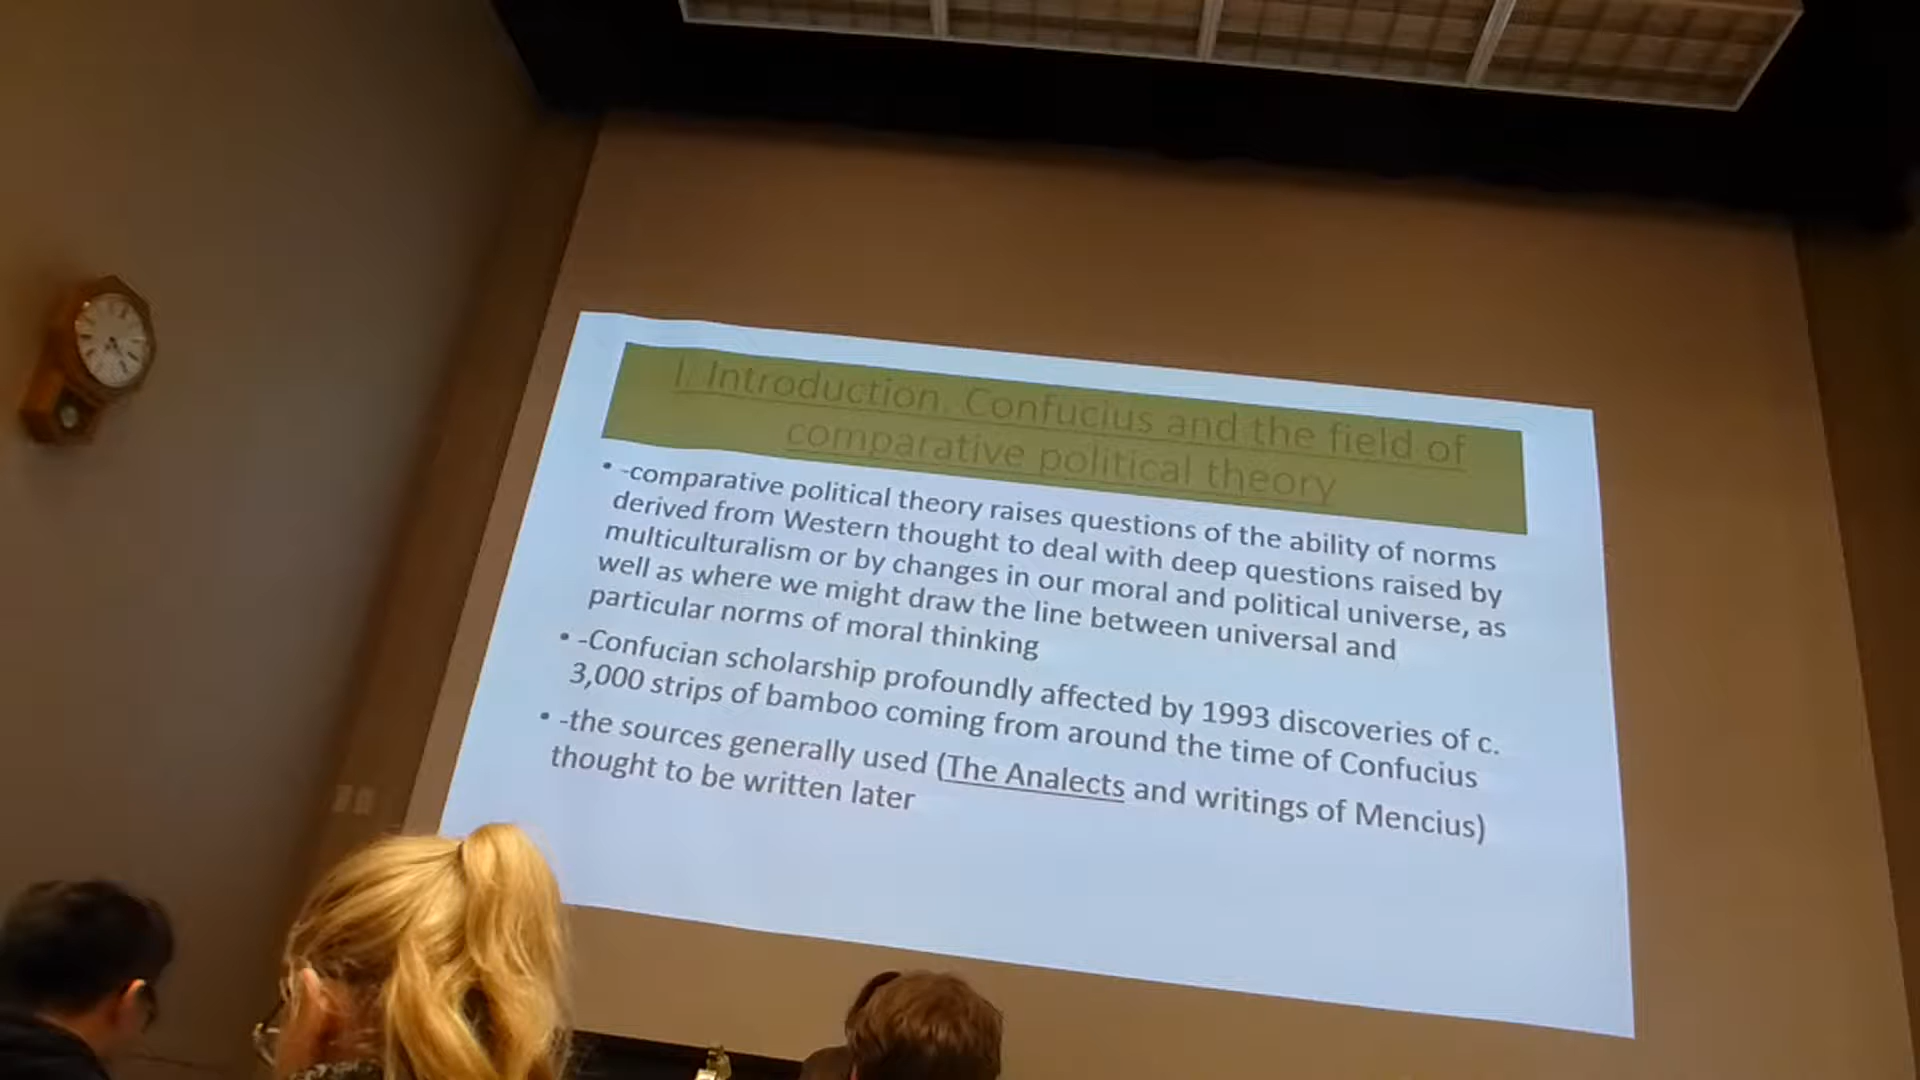 I. Introduction. Confucius and the field of
comparative political theory
• -comparative political theory raises questions of the ability of norms
derived from Western thought to deal with deep questions raised by
multiculturalism or by changes in our moral and political universe, as
well as where we might draw the line between universal and
particular norms of moral thinking
• -Confucian scholarship profoundly affected by 1993 discoveries of c.
3,000 strips of bamboo coming from around the time of Confucius
• -the sources generally used (The Analects and writings of Mencius)
thought to be written later